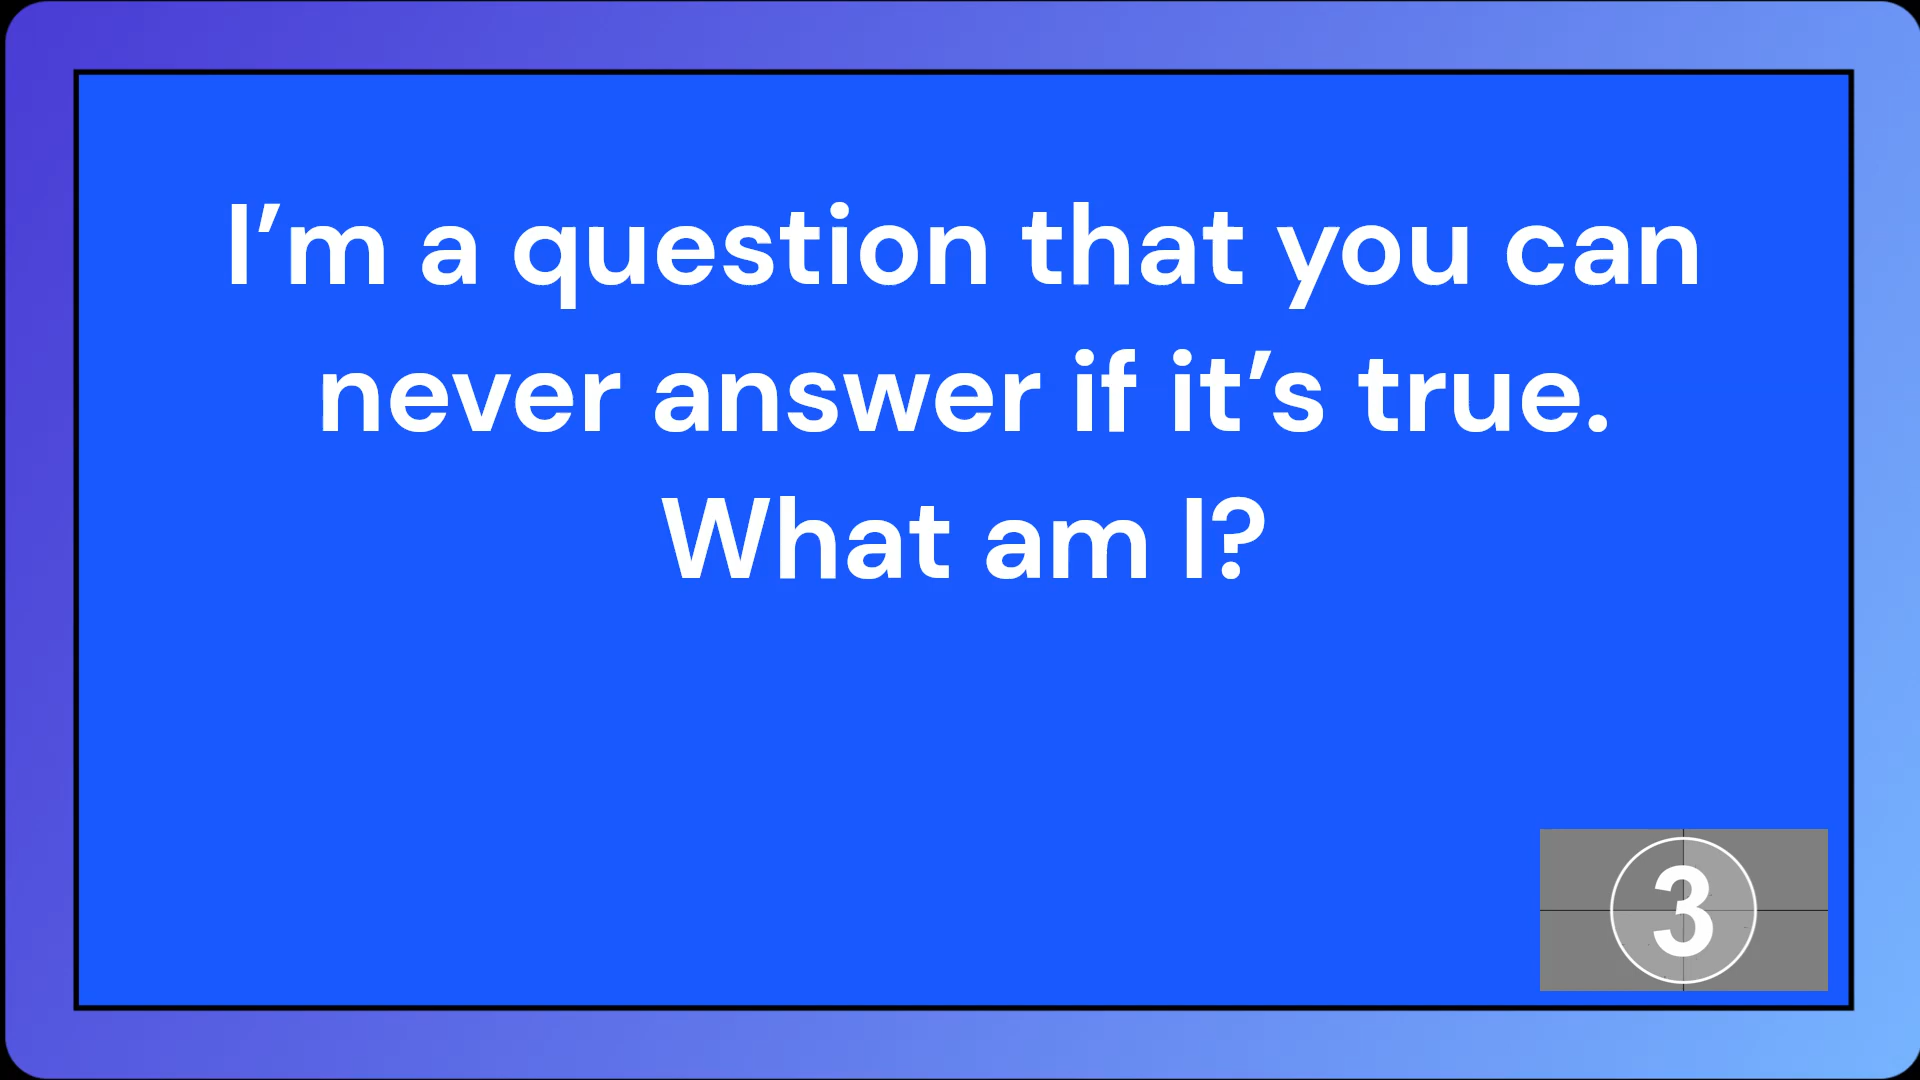 I’m a question that you can
never answer if it’s true.
What am I?
3